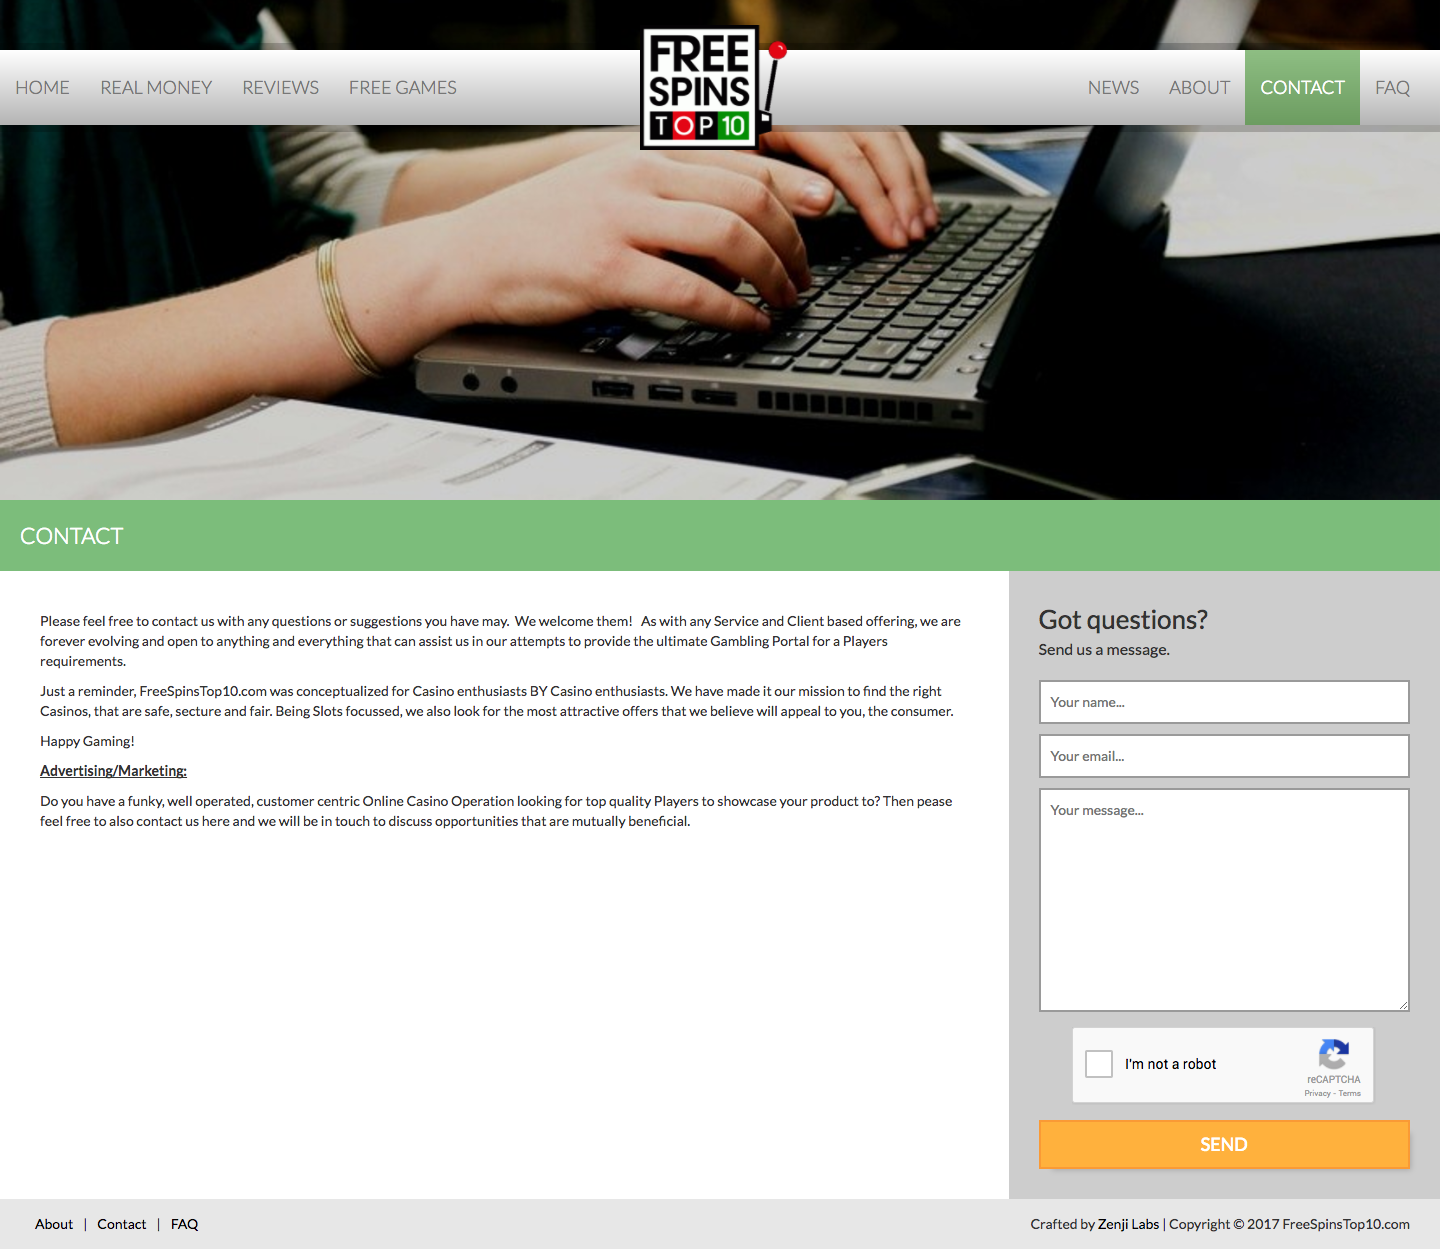 HOME REAL MONEY REVIEWS FREE GAMES
FREE
SPINS
TOP 10
NEWS ABOUT CONTACT FAQ
CONTACT
Please feel free to contact us with any questions or suggestions you have may.  We welcome them!   As with any Service and Client based offering, we are
forever evolving and open to anything and everything that can assist us in our attempts to provide the ultimate Gambling Portal for a Players
requirements.
Just a reminder, FreeSpinsTop10.com was conceptualized for Casino enthusiasts BY Casino enthusiasts. We have made it our mission to find the right
Casinos, that are safe, secture and fair. Being Slots focussed, we also look for the most attractive offers that we believe will appeal to you, the consumer.
Happy Gaming!
Advertising/Marketing:
Do you have a funky, well operated, customer centric Online Casino Operation looking for top quality Players to showcase your product to? Then pease
feel free to also contact us here and we will be in touch to discuss opportunities that are mutually beneficial.
Got questions?
Send us a message.
Your name...
Your email...
Your message...
I'm not a robot
reCAPTCHA
Privacy - Terms
SEND
About | Contact | FAQ
Crafted by Zenji Labs | Copyright © 2017 FreeSpinsTop10.com